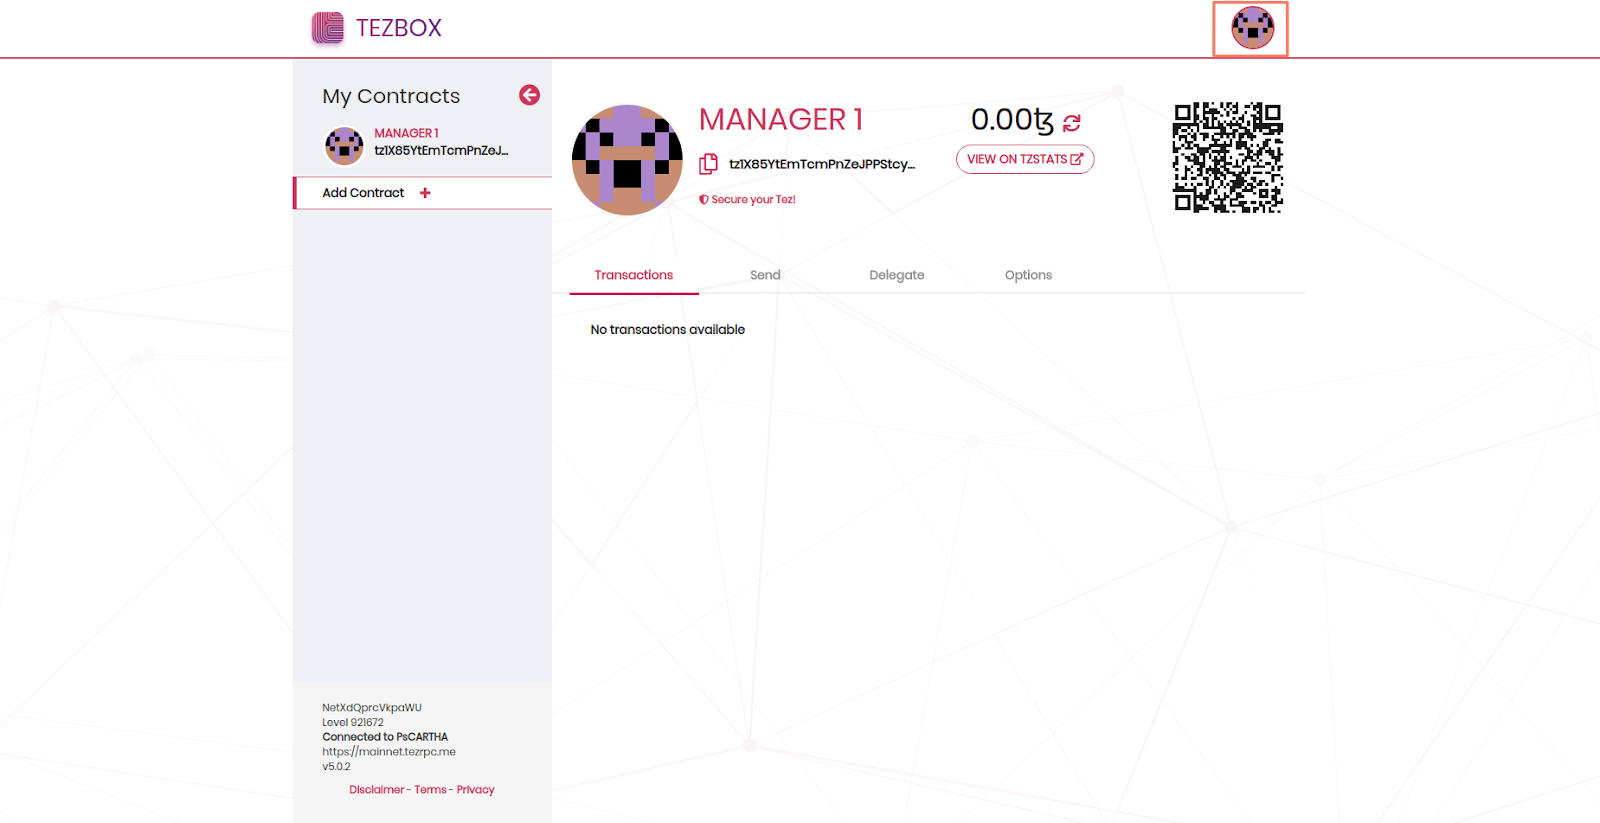 TEZBOX
My Contracts
MANAGER 1
tz1X85YtEmTcmPnZeJ...
Add Contract +
MANAGER 1
tz1X85YtEmTcmPnZeJPPStcy...
Secure your Tez!
0.00ꜩ
VIEW ON TZSTATS
Transactions Send Delegate Options
No transactions available
NetXdQprcVkpaWU
Level 921672
Connected to PsCARTHA
https://mainnet.tezrpc.me
v5.0.2
Disclaimer - Terms - Privacy